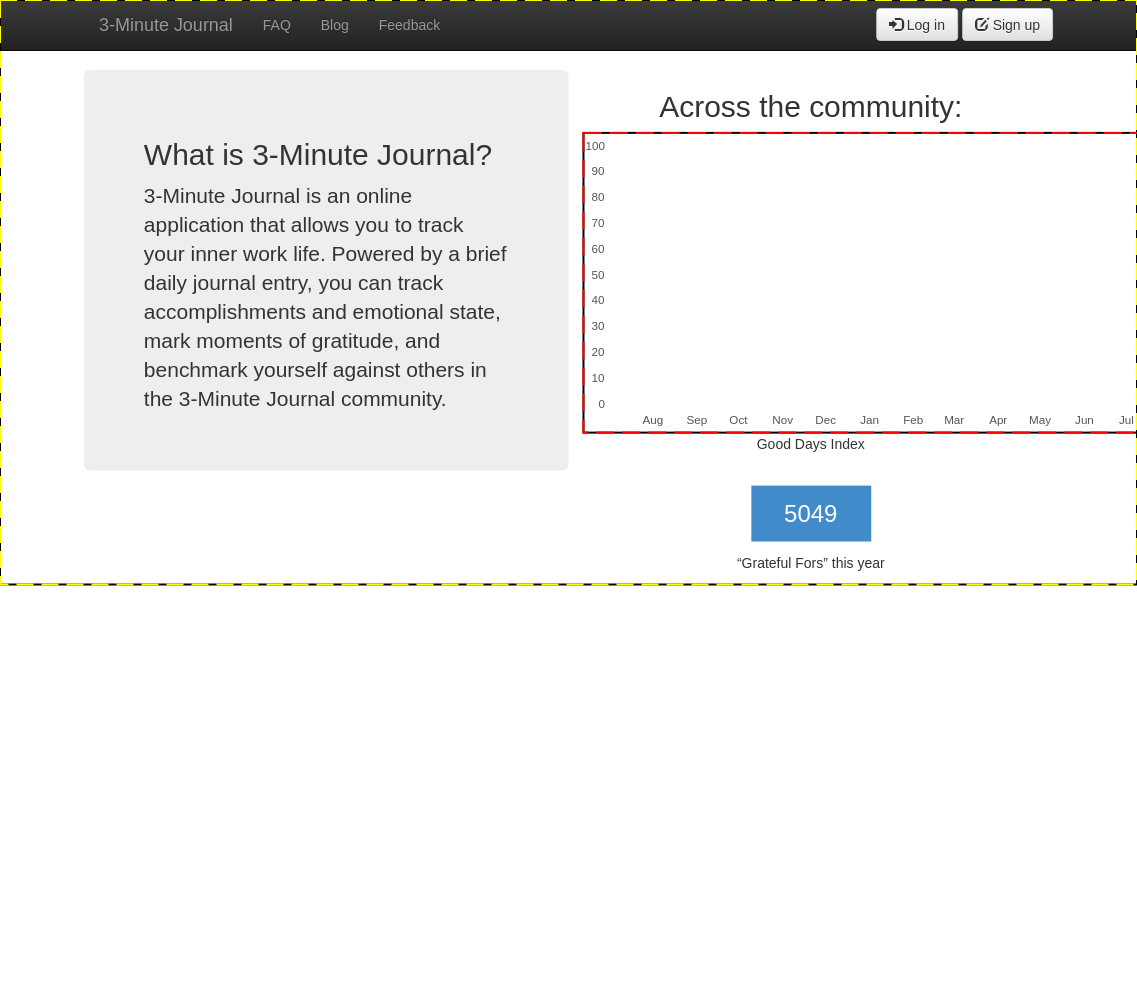 3-Minute Journal FAQ Blog Feedback Log in Sign up
What is 3-Minute Journal?
3-Minute Journal is an online
application that allows you to track
your inner work life. Powered by a brief
daily journal entry, you can track
accomplishments and emotional state,
mark moments of gratitude, and
benchmark yourself against others in
the 3-Minute Journal community.
Across the community:
100
90
80
70
60
50
40
30
20
10
0
Aug Sep Oct Nov Dec Jan Feb Mar Apr May Jun Jul
Good Days Index
5049
“Grateful Fors” this year